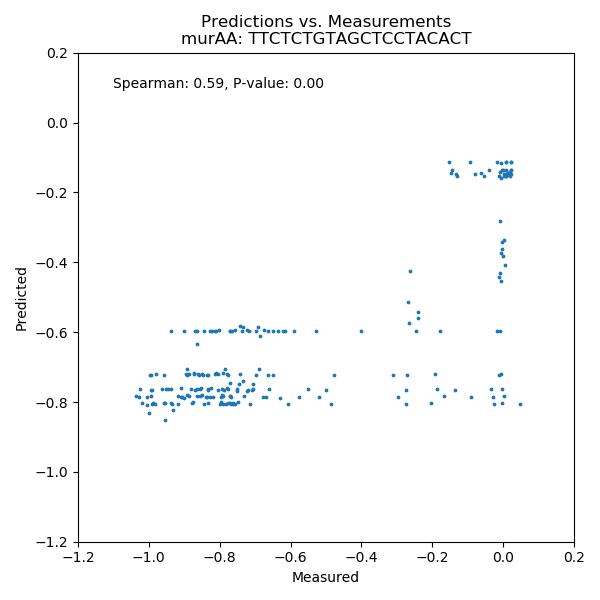 Predictions vs. Measurements
murAA: TTCTCTGTAGCTCCTACACT
Spearman: 0.59, P-value: 0.00
0.2
0.0
−0.2
−0.4
−0.6
−0.8
−1.0
−1.2
Predicted
−1.2 −1.0 −0.8 −0.6 −0.4 −0.2 0.0 0.2
Measured